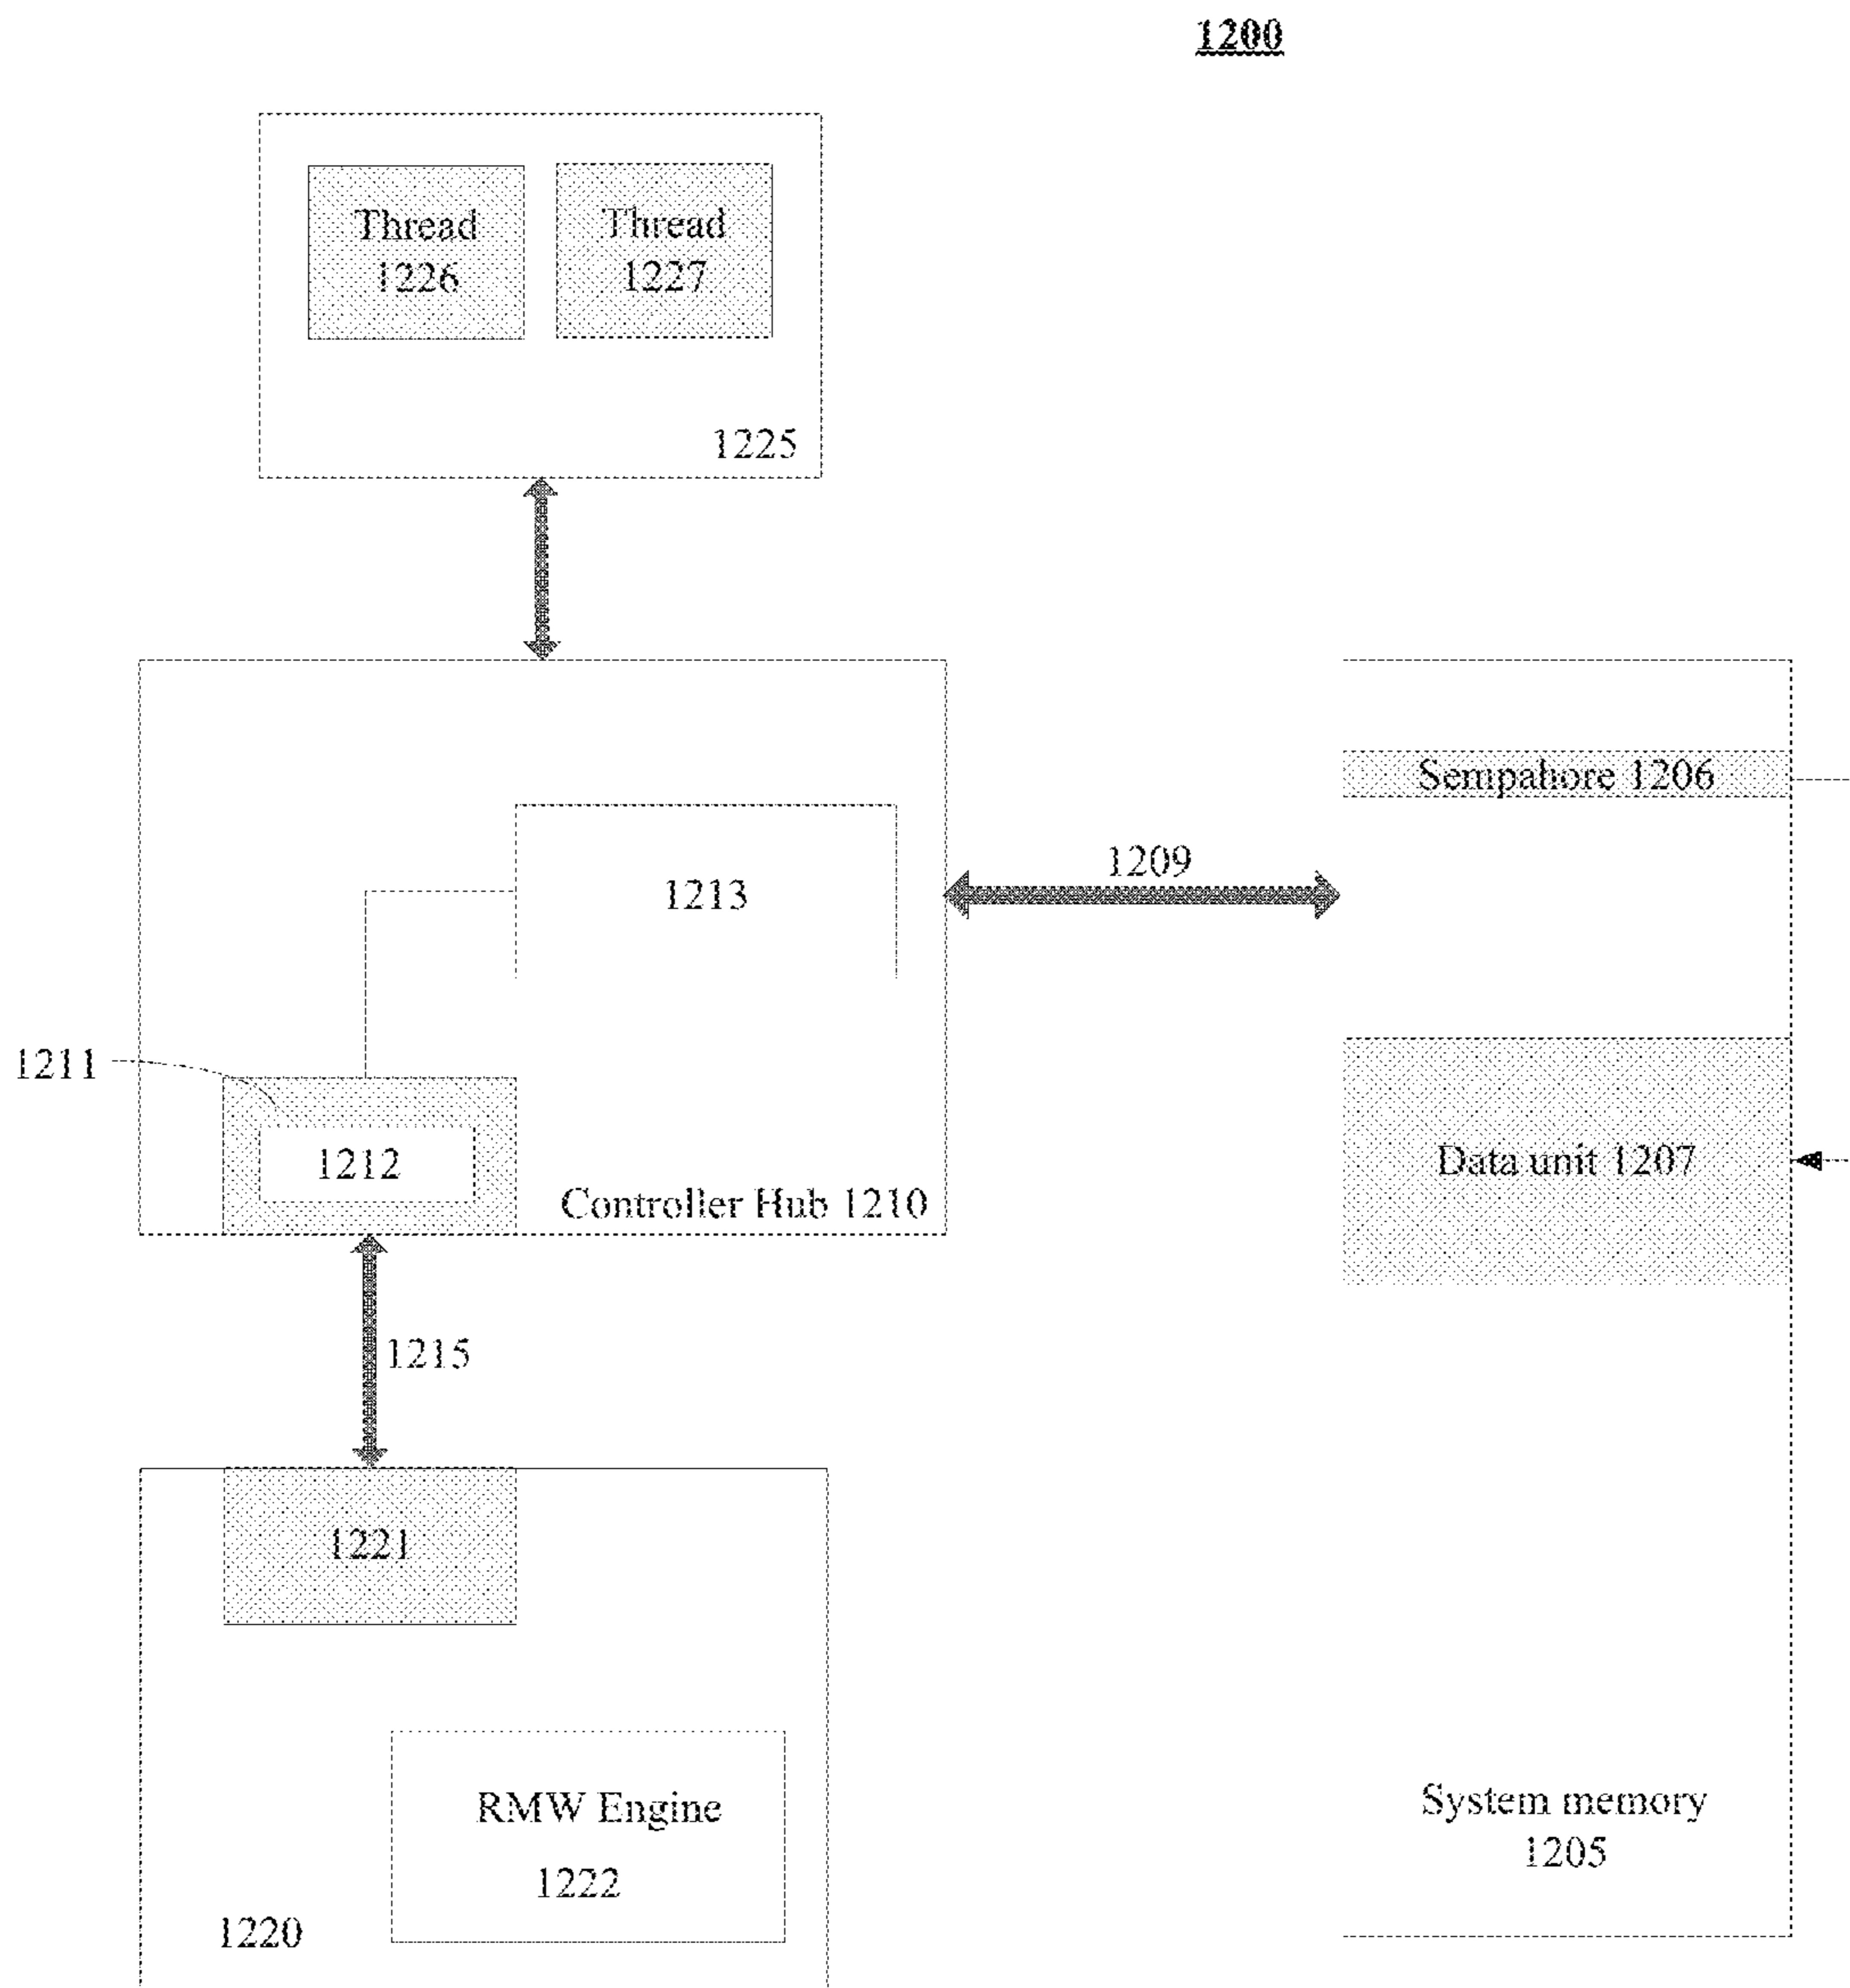 1200
Thread
1226
Thread
1227
1225
Sempahore 1206
1209
1213
1211
1212
Data unit 1207
Controller Hub 1210
1215
1221
RMW Engine
1222
System memory
1205
1220